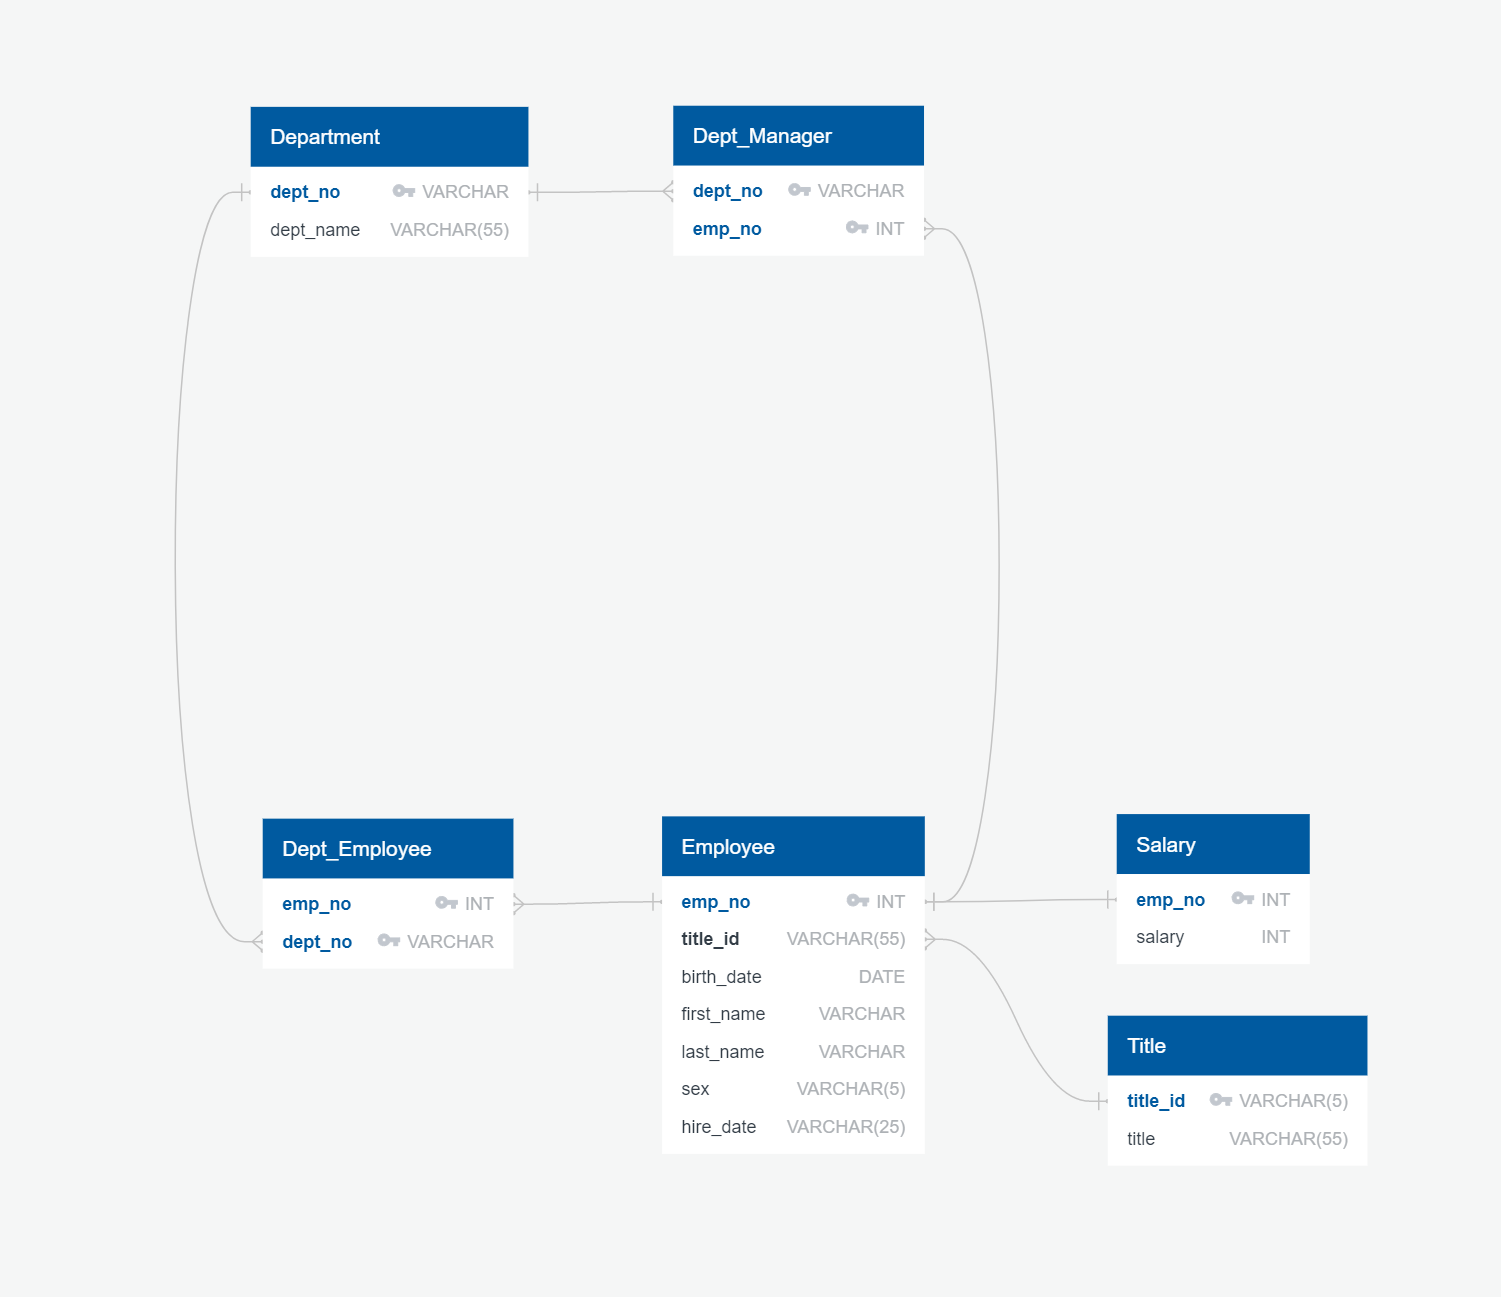 Department
dept_no VARCHAR
dept_name VARCHAR(55)
Dept_Manager
dept_no VARCHAR
emp_no INT
Dept_Employee
emp_no INT
dept_no VARCHAR
Employee
emp_no INT
title_id VARCHAR(55)
birth_date DATE
first_name VARCHAR
last_name VARCHAR
sex VARCHAR(5)
hire_date VARCHAR(25)
Salary
emp_no INT
salary INT
Title
title_id VARCHAR(5)
title VARCHAR(55)